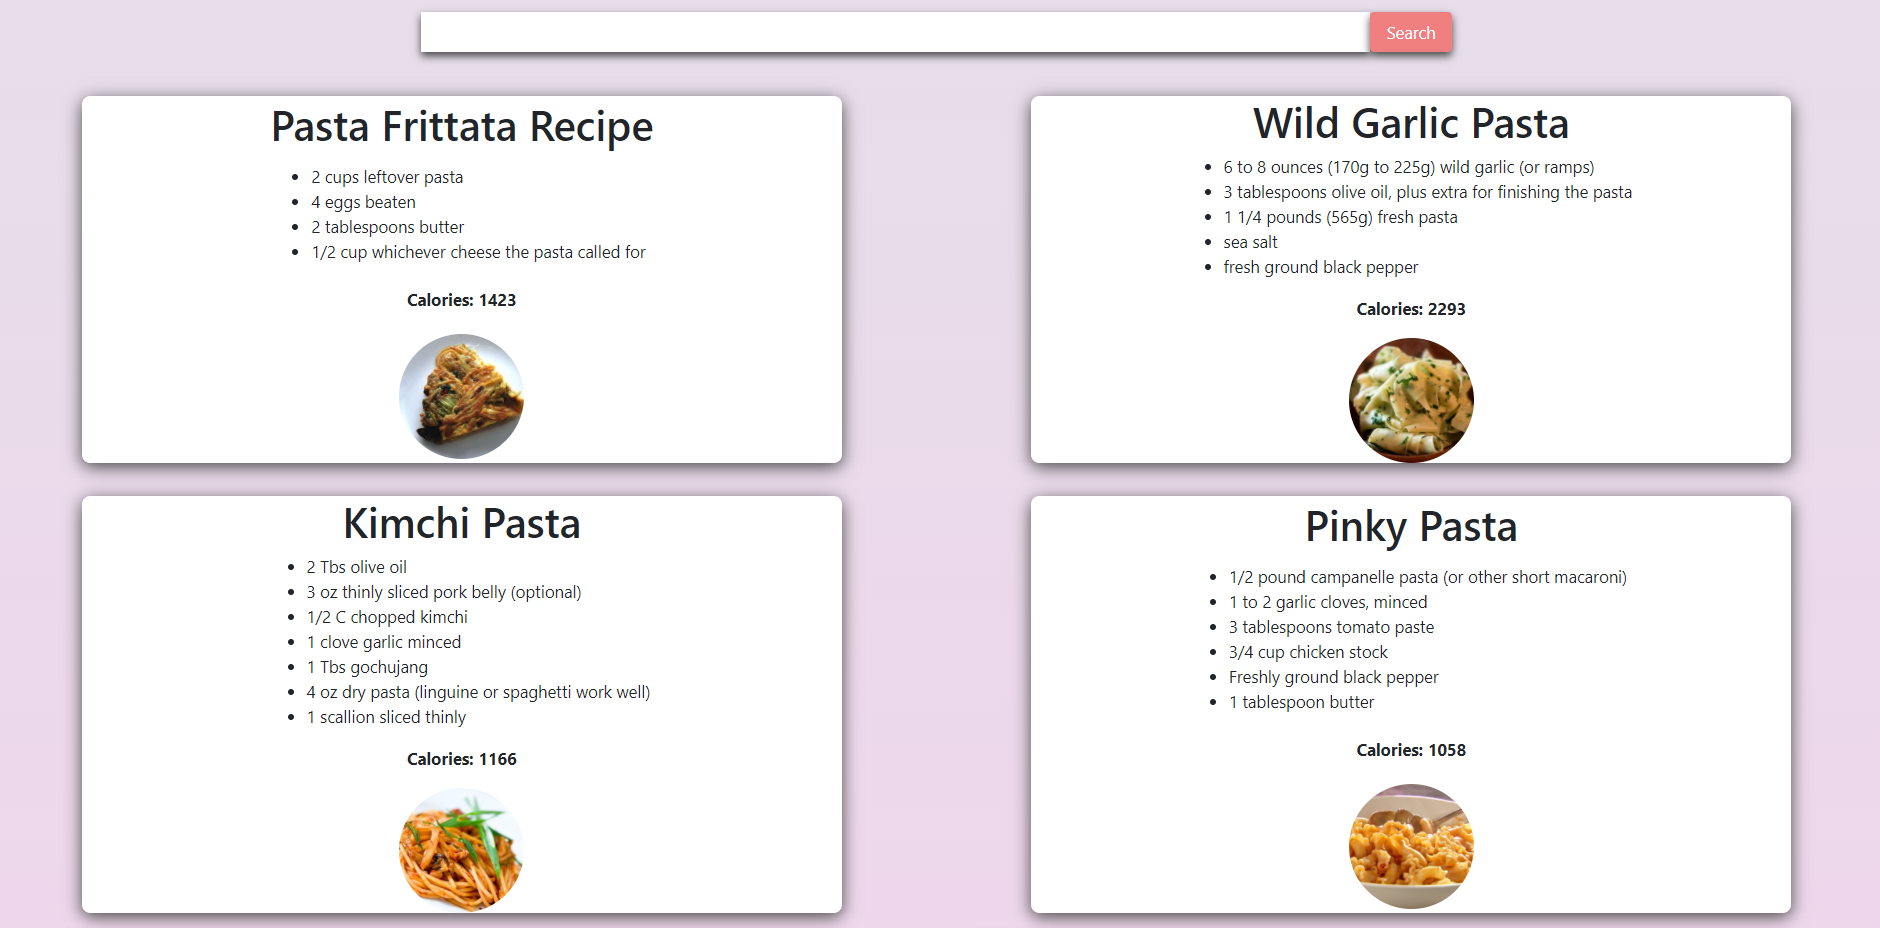 Search
Pasta Frittata Recipe
2 cups leftover pasta
4 eggs beaten
2 tablespoons butter
1/2 cup whichever cheese the pasta called for
Calories: 1423
Wild Garlic Pasta
6 to 8 ounces (170g to 225g) wild garlic (or ramps)
3 tablespoons olive oil, plus extra for finishing the pasta
1 1/4 pounds (565g) fresh pasta
sea salt
fresh ground black pepper
Calories: 2293
Kimchi Pasta
2 Tbs olive oil
3 oz thinly sliced pork belly (optional)
1/2 C chopped kimchi
1 clove garlic minced
1 Tbs gochujang
4 oz dry pasta (linguine or spaghetti work well)
1 scallion sliced thinly
Calories: 1166
Pinky Pasta
1/2 pound campanelle pasta (or other short macaroni)
1 to 2 garlic cloves, minced
3 tablespoons tomato paste
3/4 cup chicken stock
Freshly ground black pepper
1 tablespoon butter
Calories: 1058